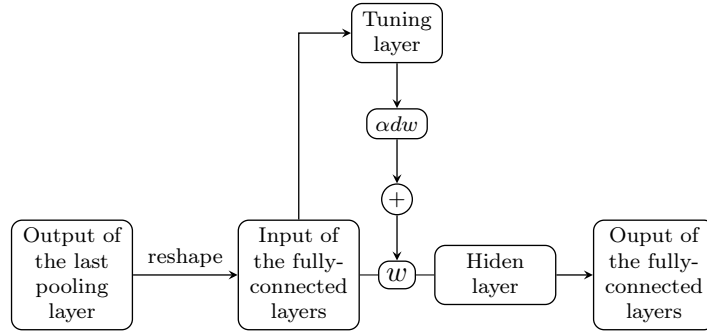 Tuning
layer
αdw
+
Output of
the last
pooling
layer
reshape
Input of
the fully-
connected
layers
w
Hiden
layer
Ouput of
the fully-
connected
layers